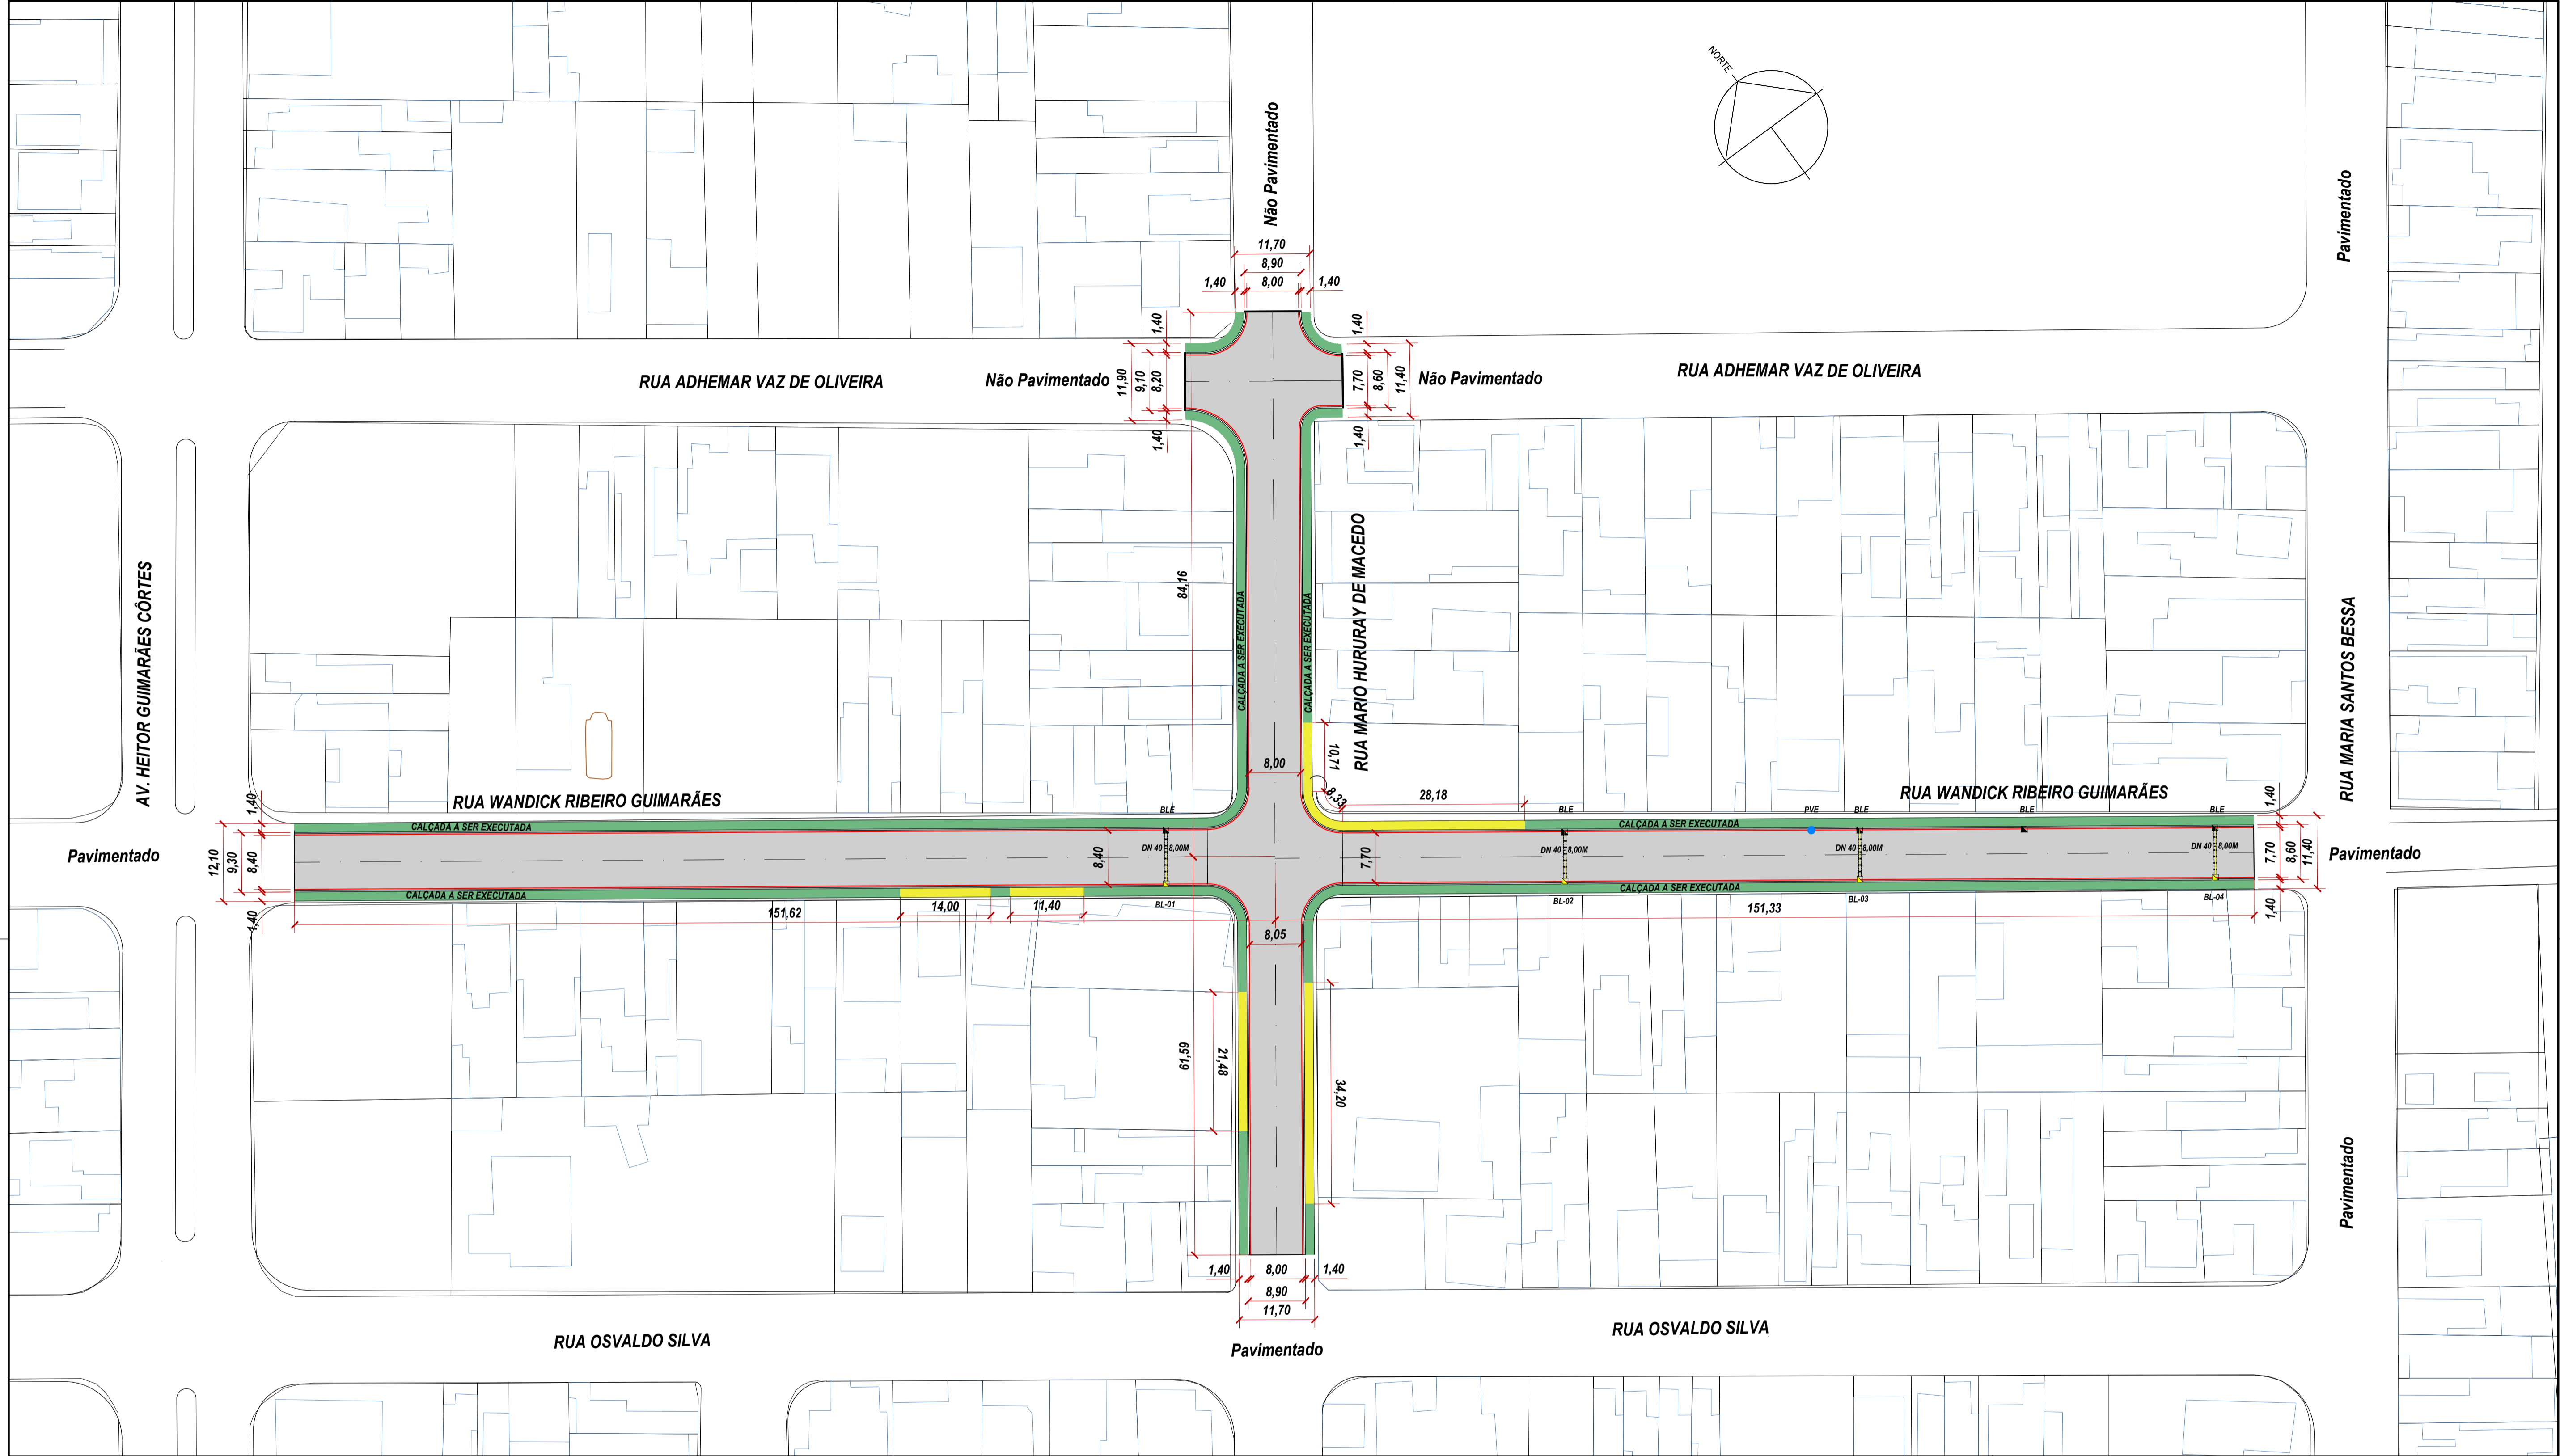 NORTE
Não Pavimentado
Pavimentado
11,70
8,90
1,40
8,00
1,40
1,40
1,40
RUA ADHEMAR VAZ DE OLIVEIRA
Não Pavimentado
11,90
9,10
8,20
7,70
8,60
11,40
Não Pavimentado
RUA ADHEMAR VAZ DE OLIVEIRA
1,40
1,40
AV. HEITOR GUIMARÃES CÔRTES
84,16
CALÇADA A SER EXECUTADA
CALÇADA A SER EXECUTADA
RUA MARIO HURURAY DE MACEDO
RUA MARIA SANTOS BESSA
10,71
8,00
8,33
28,18
RUA WANDICK RIBEIRO GUIMARÃES
RUA WANDICK RIBEIRO GUIMARÃES
1,40
BLE
BLE
PVE
BLE
BLE
BLE
1,40
CALÇADA A SER EXECUTADA
CALÇADA A SER EXECUTADA
Pavimentado
12,10
9,30
8,40
8,40
DN 40
8,00M
7,70
DN 40
8,00M
DN 40
8,00M
DN 40
8,00M
7,70
8,60
11,40
Pavimentado
CALÇADA A SER EXECUTADA
CALÇADA A SER EXECUTADA
1,40
151,62
14,00
11,40
BL-01
BL-02
151,33
BL-03
BL-04
1,40
8,05
61,59
21,48
34,20
Pavimentado
1,40
8,00
1,40
8,90
11,70
RUA OSVALDO SILVA
Pavimentado
RUA OSVALDO SILVA